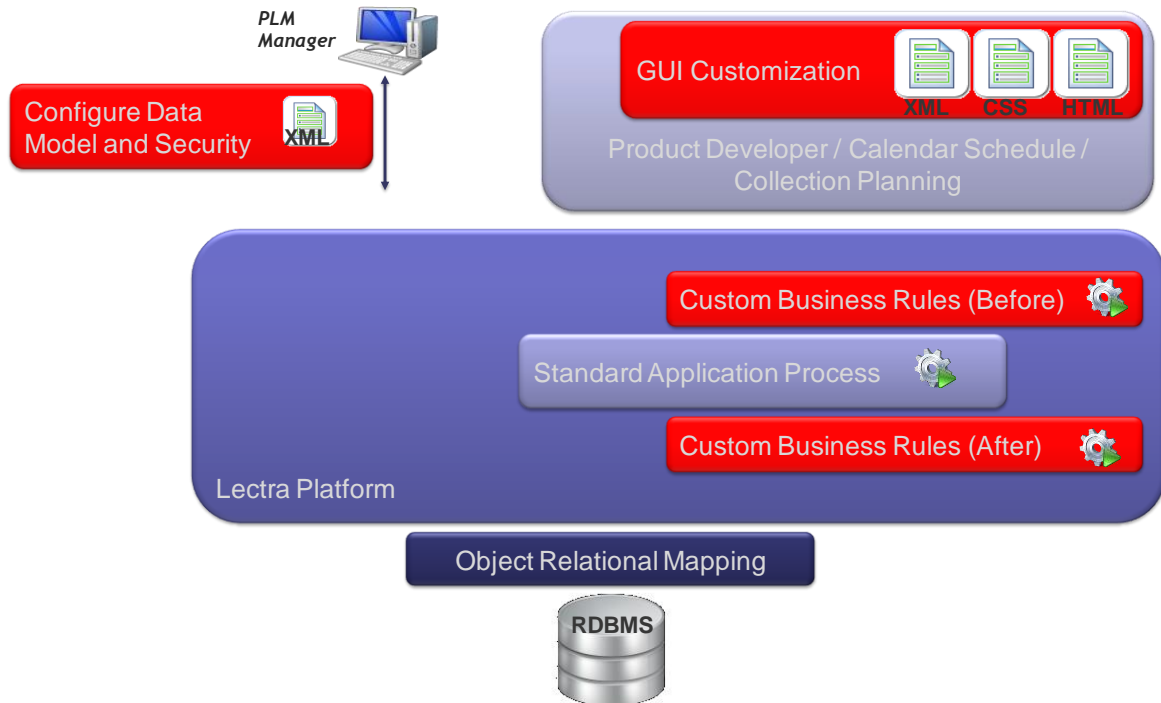 PLM
Manager
Configure Data
Model and Security
XML
GUI Customization
XML
CSS
HTML
Product Developer / Calendar Schedule /
Collection Planning
Custom Business Rules (Before)
Standard Application Process
Custom Business Rules (After)
Lectra Platform
Object Relational Mapping
RDBMS